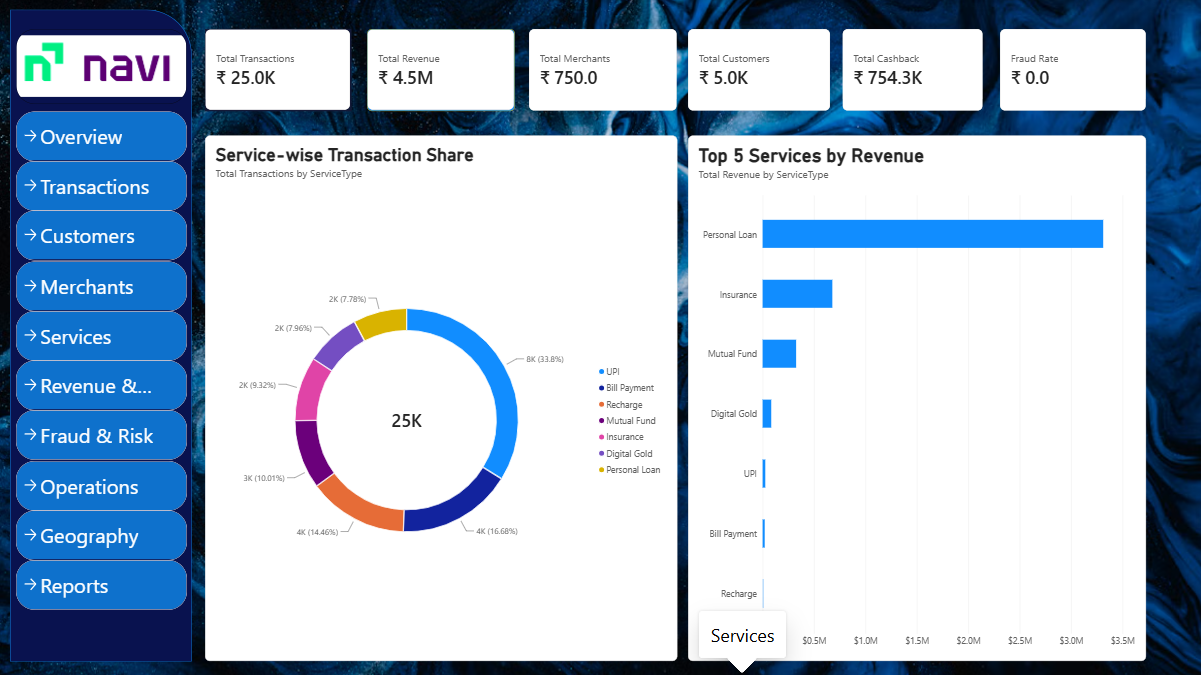 navi
→ Overview
→ Transactions
→ Customers
→ Merchants
→ Services
→ Revenue &...
→ Fraud & Risk
→ Operations
→ Geography
→ Reports
Total Transactions
₹ 25.0K
Total Revenue
₹ 4.5M
Total Merchants
₹ 750.0
Total Customers
₹ 5.0K
Total Cashback
₹ 754.3K
Fraud Rate
₹ 0.0
Service-wise Transaction Share
Total Transactions by ServiceType
2K (7.78%)
2K (7.96%)
8K (33.8%)
2K (9.32%)
25K
3K (10.01%)
4K (14.46%)
4K (16.68%)
UPI
Bill Payment
Recharge
Mutual Fund
Insurance
Digital Gold
Personal Loan
Top 5 Services by Revenue
Total Revenue by ServiceType
Personal Loan
Insurance
Mutual Fund
Digital Gold
UPI
Bill Payment
Recharge
$0.5M $1.0M $1.5M $2.0M $2.5M $3.0M $3.5M
Services